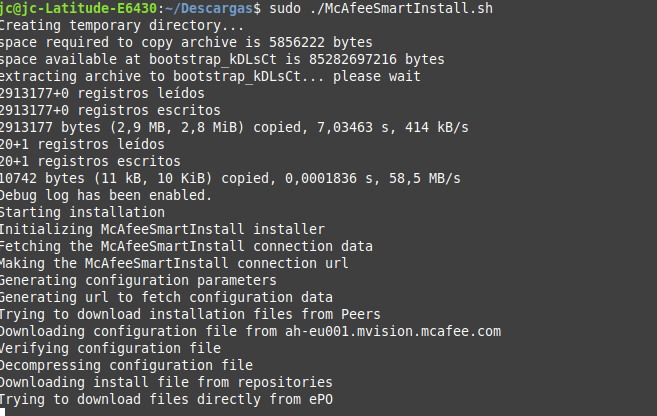 jc@jc-Latitude-E6430:~/Descargas$ sudo ./McAfeeSmartInstall.sh
Creating temporary directory...
space required to copy archive is 5856222 bytes
space available at bootstrap_kDLsCt is 85282697216 bytes
extracting archive to bootstrap_kDLsCt... please wait
2913177+0 registros leídos
2913177+0 registros escritos
2913177 bytes (2,9 MB, 2,8 MiB) copied, 7,03463 s, 414 kB/s
20+1 registros leídos
20+1 registros escritos
10742 bytes (11 kB, 10 KiB) copied, 0,0001836 s, 58,5 MB/s
Debug log has been enabled.
Starting installation
Initializing McAfeeSmartInstall installer
Fetching the McAfeeSmartInstall connection data
Making the McAfeeSmartInstall connection url
Generating configuration parameters
Generating url to fetch configuration data
Trying to download installation files from Peers
Downloading configuration file from ah-eu001.mvision.mcafee.com
Verifying configuration file
Decompressing configuration file
Downloading install file from repositories
Trying to download files directly from ePO